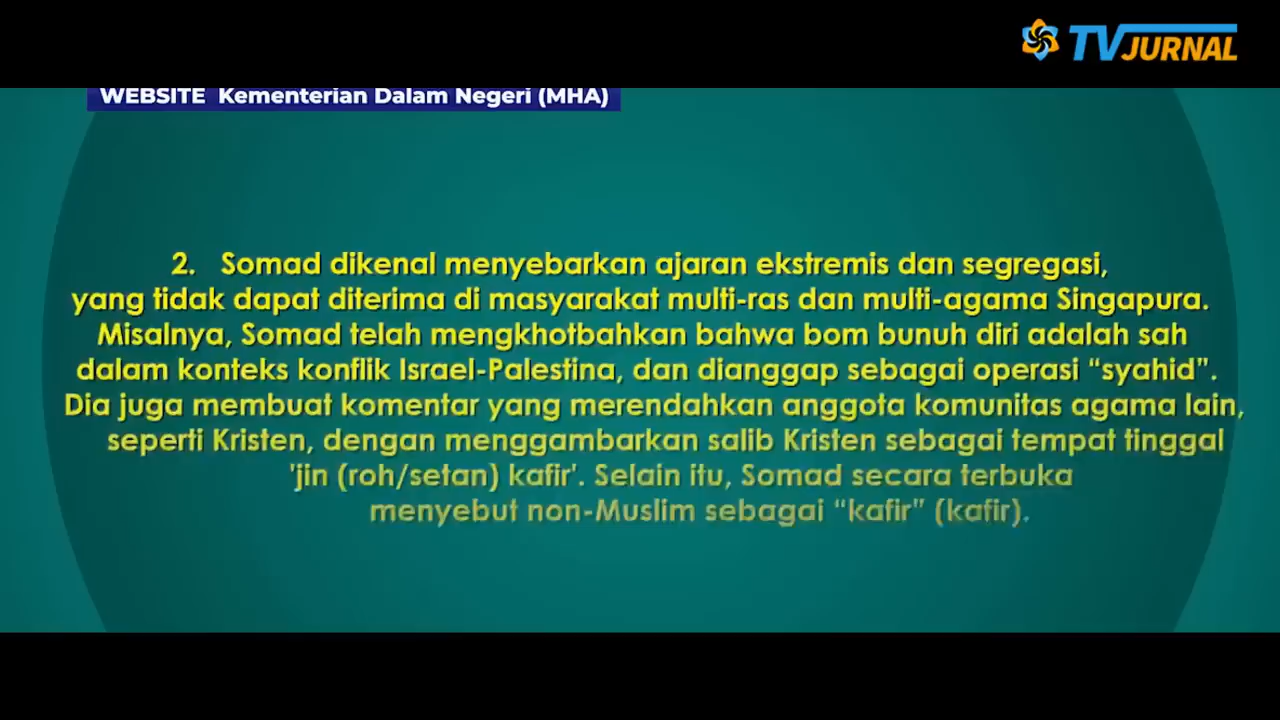 TVJURNAL
WEBSITE Kementerian Dalam Negeri (MHA)
2. Somad dikenal menyebarkan ajaran ekstremis dan segregasi,
yang tidak dapat diterima di masyarakat multi-ras dan multi-agama Singapura.
Misalnya, Somad telah mengkhotbahkan bahwa bom bunuh diri adalah sah
dalam konteks konflik Israel-Palestina, dan dianggap sebagai operasi “syahid”.
Dia juga membuat komentar yang merendahkan anggota komunitas agama lain,
seperti Kristen, dengan menggambarkan salib Kristen sebagai tempat tinggal
'jin (roh/setan) kafir'. Selain itu, Somad secara terbuka
menyebut non-Muslim sebagai “kafir” (kafir).